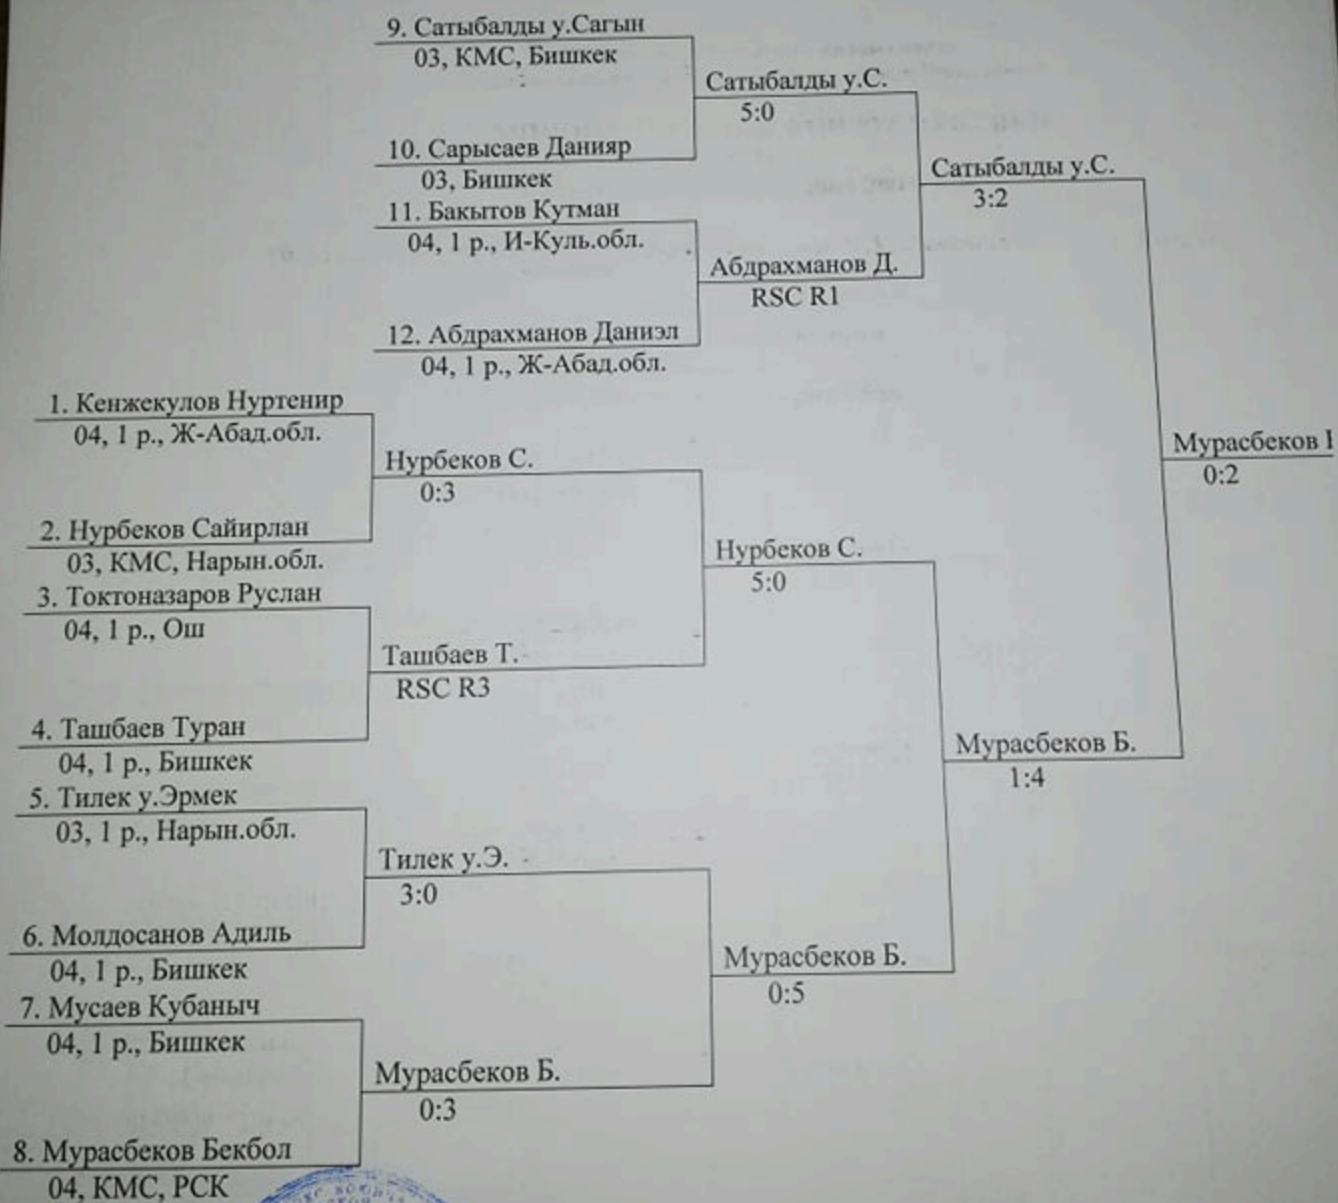 9. Сатыбалды у.Сагын
03, КМС, Бишкек
Сатыбалды у.С.
5:0
10. Сарысаев Данияр
03, Бишкек
Сатыбалды у.С.
3:2
11. Бакытов Кутман
04, 1 р., И-Куль.обл.
Абдрахманов Д.
RSC R1
12. Абдрахманов Даниэл
04, 1 р., Ж-Абад.обл.
1. Кенжекулов Нуртенир
04, 1 р., Ж-Абад.обл.
Нурбеков С.
0:3
Мурасбеков
0:2
2. Нурбеков Сайирлан
03, КМС, Нарын.обл.
Нурбеков С.
5:0
3. Токтоназаров Руслан
04, 1 р., Ош
Ташбаев Т.
RSC R3
4. Ташбаев Туран
04, 1 р., Бишкек
Мурасбеков Б.
1:4
5. Тилек у.Эрмек
03, 1 р., Нарын.обл.
Тилек у.Э.
3:0
6. Молдосанов Адиль
04, 1 р., Бишкек
Мурасбеков Б.
0:5
7. Мусаев Кубаныч
04, 1 р., Бишкек
Мурасбеков Б.
0:3
8. Мурасбеков Бекбол
04, КМС, РСК